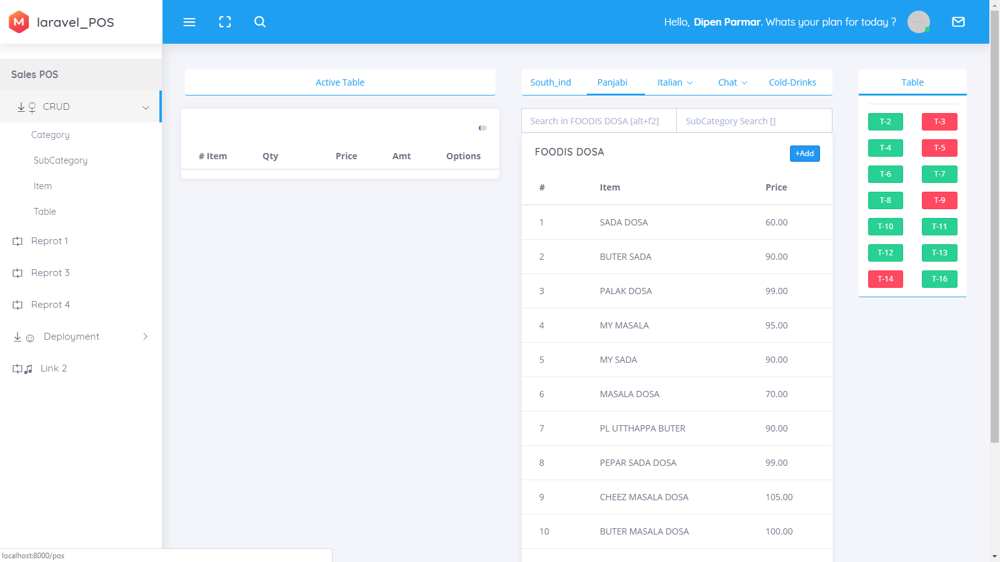 laravel_POS
Hello, Dipen Parmar. Whats your plan for today ?
Sales POS
CRUD
Category
SubCategory
Item
Table
Reprot 1
Reprot 3
Reprot 4
Deployment
Link 2
Active Table
# Item Qty Price Amt Options
South_ind Panjabi Italian Chat Cold-Drinks
Search in FOODIS DOSA [alt+f2] SubCategory Search []
FOODIS DOSA +Add
# Item Price
1 SADA DOSA 60.00
2 BUTER SADA 90.00
3 PALAK DOSA 99.00
4 MY MASALA 95.00
5 MY SADA 90.00
6 MASALA DOSA 70.00
7 PL UTTHAPPA BUTER 90.00
8 PEPAR SADA DOSA 99.00
9 CHEEZ MASALA DOSA 105.00
10 BUTER MASALA DOSA 100.00
Table
T-2 T-3
T-4 T-5
T-6 T-7
T-8 T-9
T-10 T-11
T-12 T-13
T-14 T-16
localhost:8000/pos